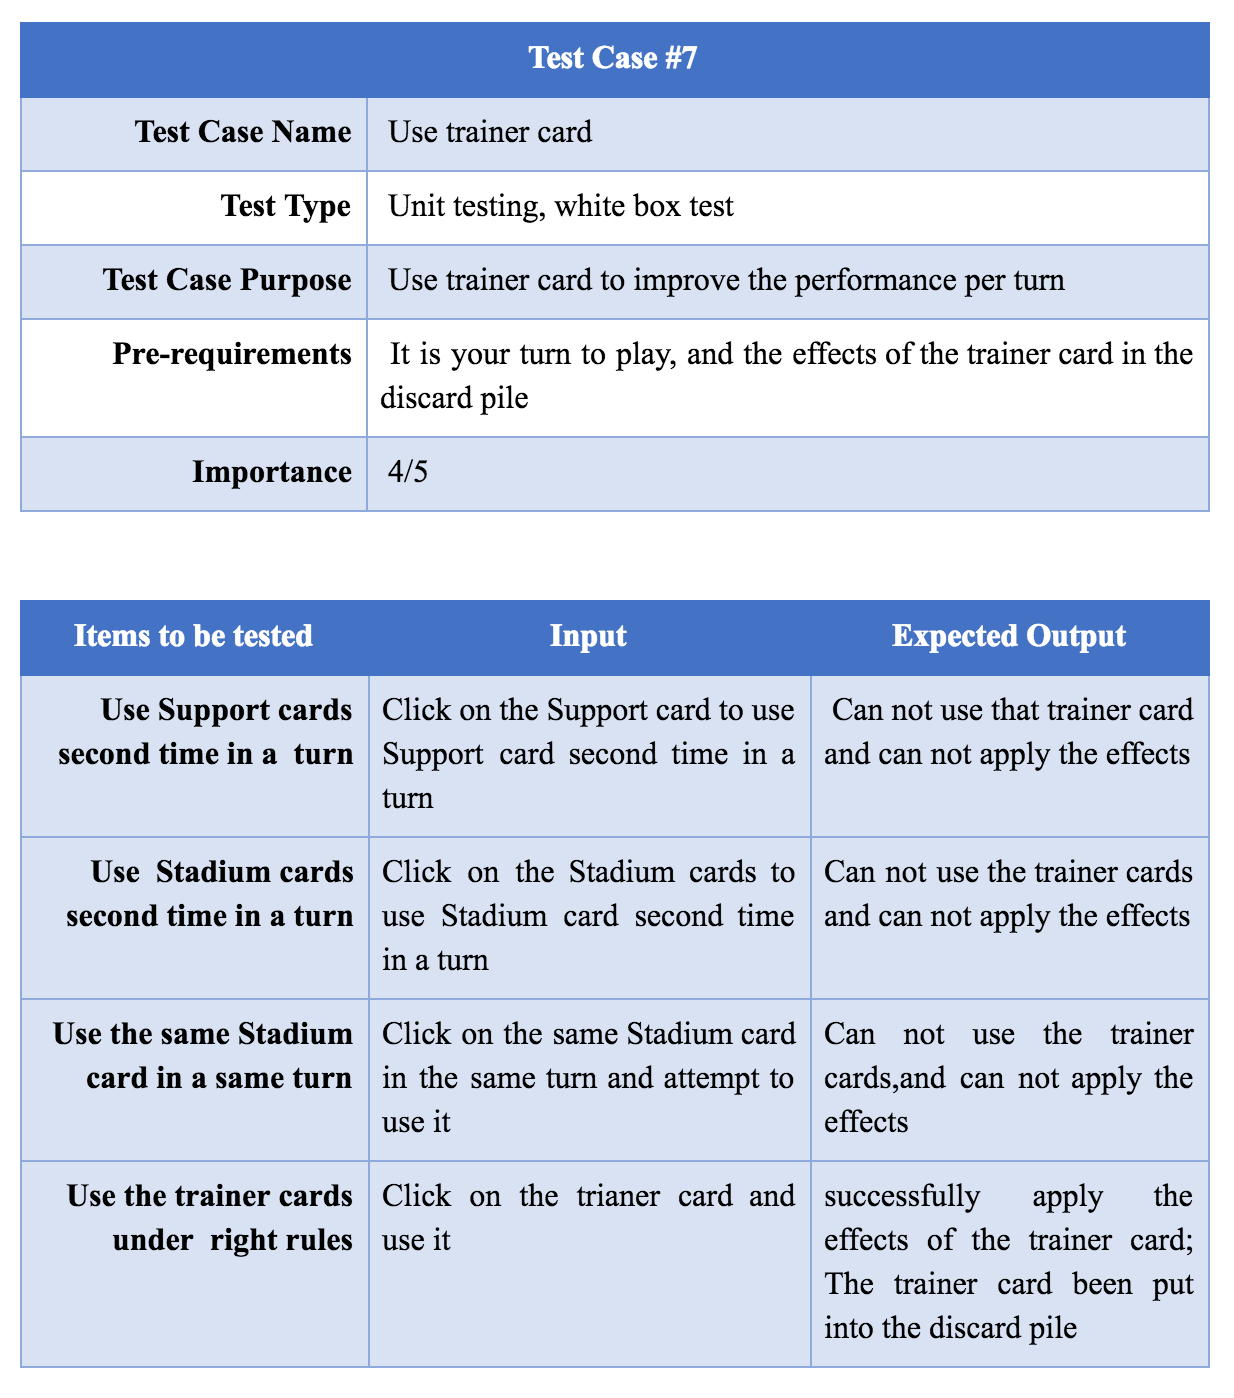 Test Case #7
Test Case Name
Use trainer card
Test Type
Unit testing, white box test
Test Case Purpose
Use trainer card to improve the performance per turn
Pre-requirements
It is your turn to play, and the effects of the trainer card in the
discard pile
Importance
4/5
Items to be tested
Input
Expected Output
Use Support cards
second time in a turn
Click on the Support card to use
Support card second time in a
turn
Can not use that trainer card
and can not apply the effects
Use Stadium cards
second time in a turn
Click on the Stadium cards to
use Stadium card second time
in a turn
Can not use the trainer cards
and can not apply the effects
Use the same Stadium
card in a same turn
Click on the same Stadium card
in the same turn and attempt to
use it
Can not use the trainer
cards,and can not apply the
effects
Use the trainer cards
under right rules
Click on the trianer card and
use it
successfully apply the
effects of the trainer card;
The trainer card been put
into the discard pile